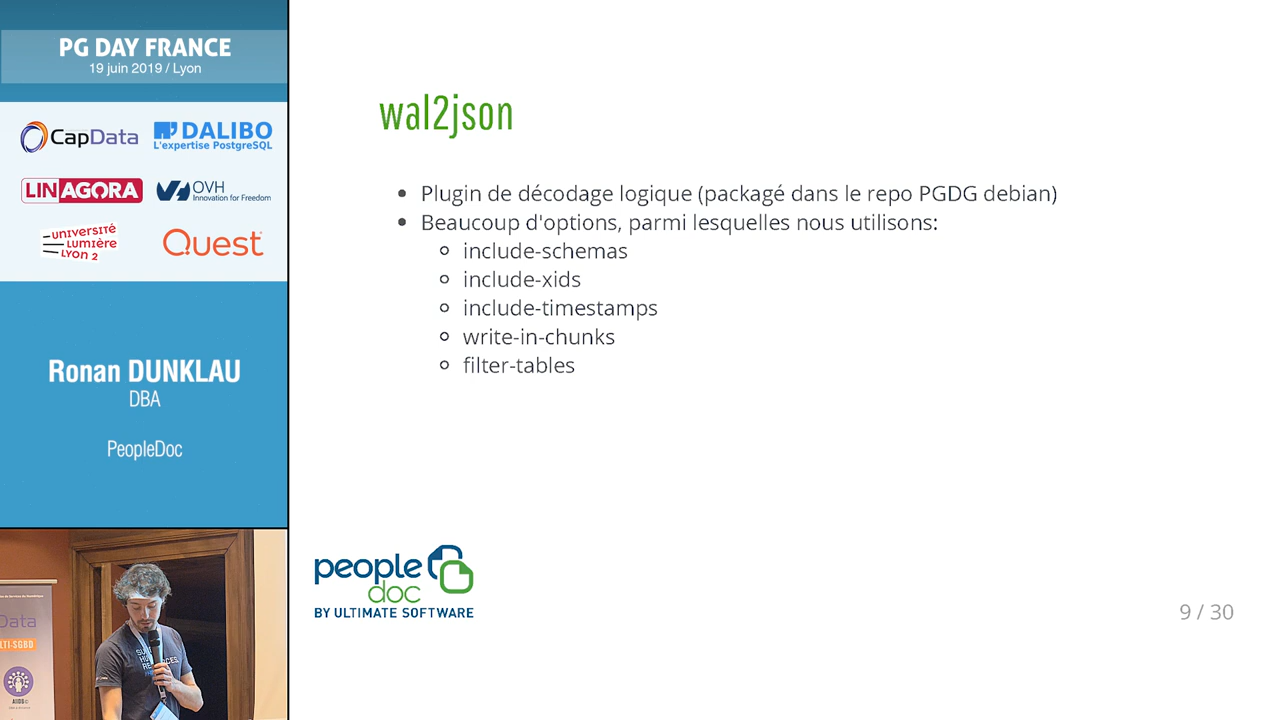 PG DAY FRANCE
19 juin 2019 / Lyon
CapData
DALIBO
L'expertise PostgreSQL
LINAGORA
OVH
Innovation for Freedom
UNIVERSITÉ
LUMIÈRE
LYON 2
Quest
Ronan DUNKLAU
DBA
PeopleDoc
wal2json
Plugin de décodage logique (packagé dans le repo PGDG debian)
Beaucoup d'options, parmi lesquelles nous utilisons:
include-schemas
include-xids
include-timestamps
write-in-chunks
filter-tables
people
doc
BY ULTIMATE SOFTWARE
9 / 30
Data
LTI-SGBD